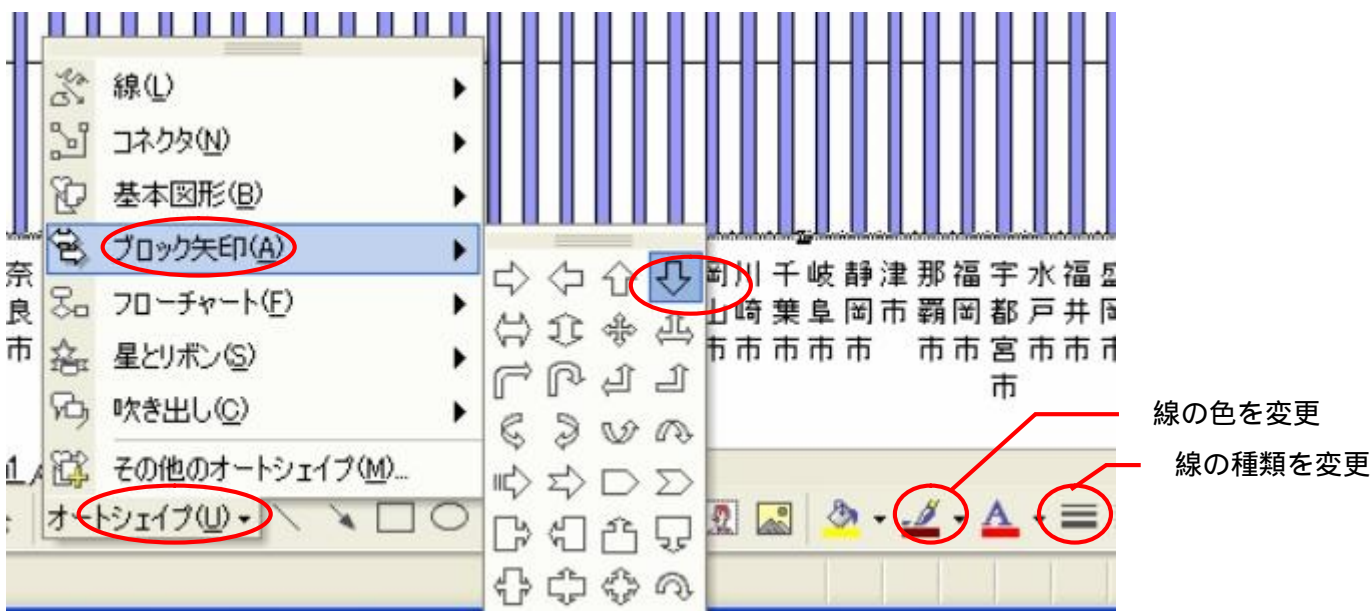 線(L)
コネクタ(N)
基本図形(B)
ブロック矢印(A)
フローチャート(F)
星とリボン(S)
吹き出し(C)
その他のオートシェイプ(M)...
オートシェイプ(U)
奈良市
岡山市
川崎市
千葉市
岐阜市
静岡市
津市
那覇市
福岡市
宇都宮市
水戸市
福井市
線の色を変更
線の種類を変更
A